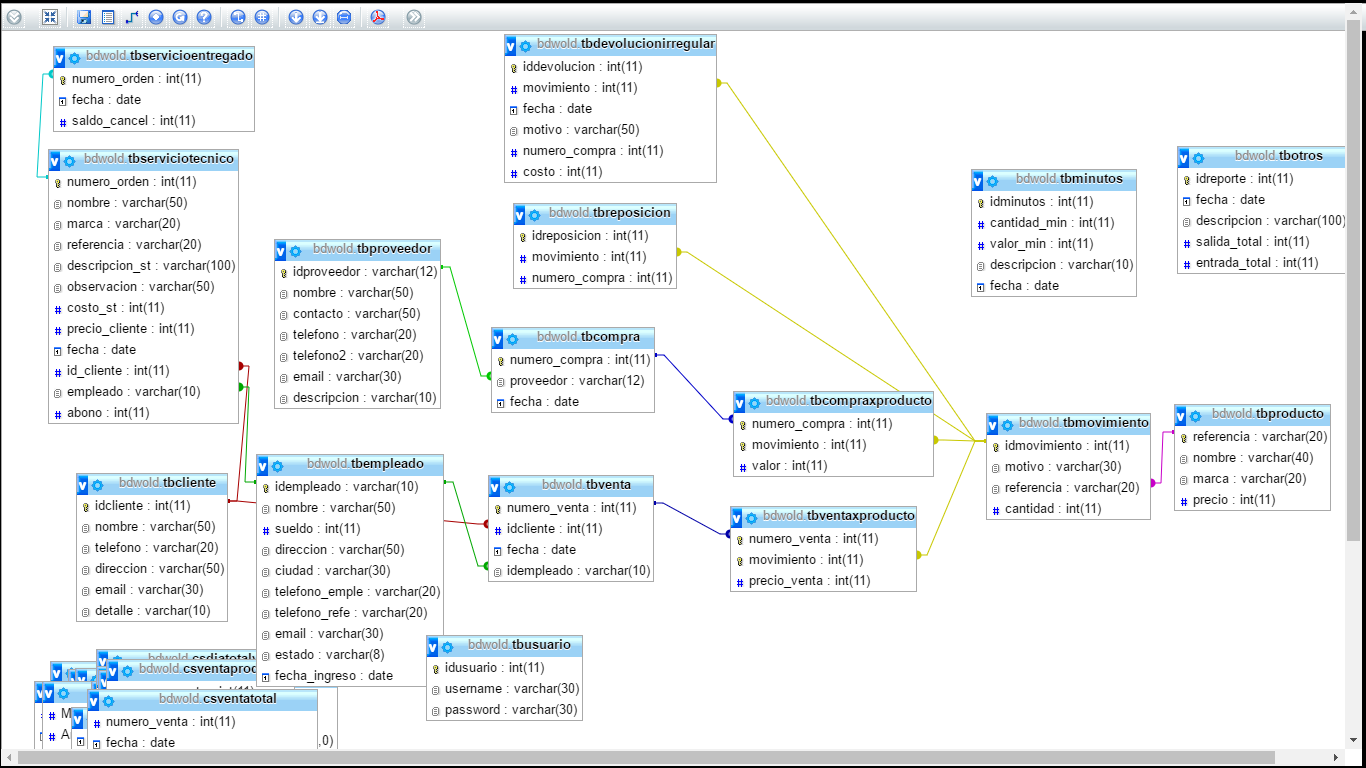 bdwold.tbservicioentregado
numero_orden : int(11)
fecha : date
saldo_cancel : int(11)
bdwold.tbserviciotecnico
numero_orden : int(11)
nombre : varchar(50)
marca : varchar(20)
referencia : varchar(20)
descripcion_st : varchar(100)
observacion : varchar(50)
costo_st : int(11)
precio_cliente : int(11)
fecha : date
id_cliente : int(11)
empleado : varchar(10)
abono : int(11)
bdwold.tbproveedor
idproveedor : varchar(12)
nombre : varchar(50)
contacto : varchar(50)
telefono : varchar(20)
telefono2 : varchar(20)
email : varchar(30)
descripcion : varchar(10)
bdwold.tbdevolucionirregular
iddevolucion : int(11)
movimiento : int(11)
fecha : date
motivo : varchar(50)
numero_compra : int(11)
costo : int(11)
bdwold.tbreposicion
idreposicion : int(11)
movimiento : int(11)
numero_compra : int(11)
bdwold.tbcompra
numero_compra : int(11)
proveedor : varchar(12)
fecha : date
bdwold.tbminutos
idminutos : int(11)
cantidad_min : int(11)
valor_min : int(11)
descripcion : varchar(10)
fecha : date
bdwold.tbotros
idreporte : int(11)
fecha : date
descripcion : varchar(100)
salida_total : int(11)
entrada_total : int(11)
bdwold.tbcompraxproducto
numero_compra : int(11)
movimiento : int(11)
valor : int(11)
bdwold.tbmovimiento
idmovimiento : int(11)
motivo : varchar(30)
referencia : varchar(20)
cantidad : int(11)
bdwold.tbproducto
referencia : varchar(20)
nombre : varchar(40)
marca : varchar(20)
precio : int(11)
bdwold.tbcliente
idcliente : int(11)
nombre : varchar(50)
telefono : varchar(20)
direccion : varchar(50)
email : varchar(30)
detalle : varchar(10)
bdwold.tbempleado
idempleado : varchar(10)
nombre : varchar(50)
sueldo : int(11)
direccion : varchar(50)
ciudad : varchar(30)
telefono_emple : varchar(20)
telefono_refe : varchar(20)
email : varchar(30)
estado : varchar(8)
fecha_ingreso : date
bdwold.tbventa
numero_venta : int(11)
idcliente : int(11)
fecha : date
idempleado : varchar(10)
bdwold.tbventaxproducto
numero_venta : int(11)
movimiento : int(11)
precio_venta : int(11)
bdwold.tbusuario
idusuario : int(11)
username : varchar(30)
password : varchar(30)
bdwold.csventaproc
bdwold.csventatotal
numero_venta : int(11)
fecha : date
,0)